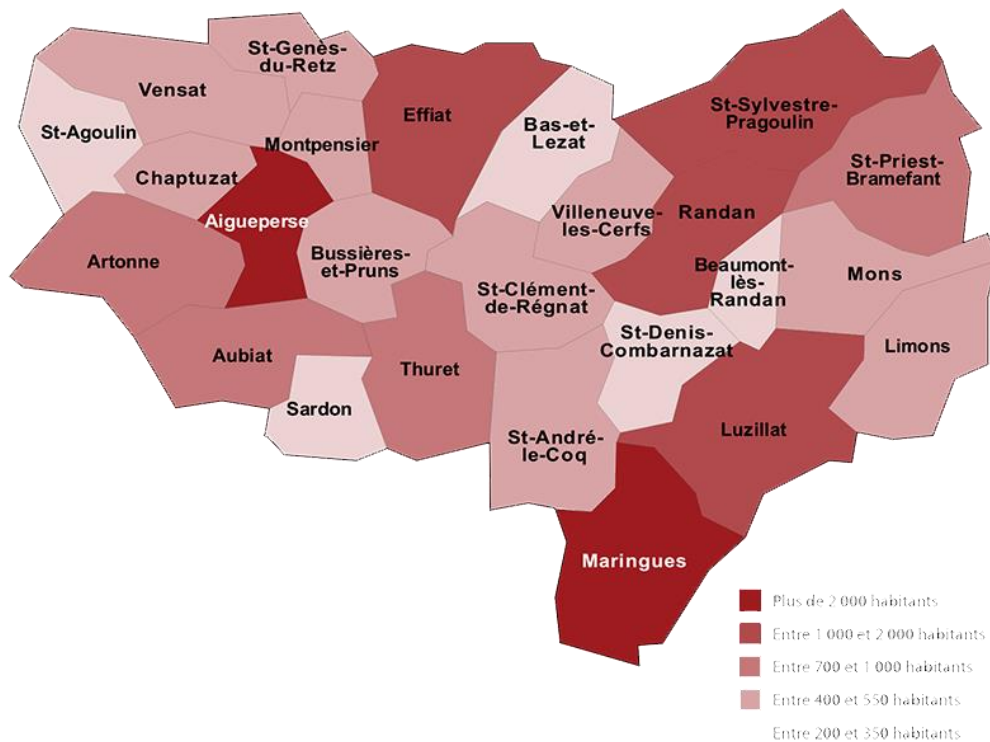 St-Genès-
du-Retz
Vensat
Effiat
St-Sylvestre-
Pragoulin
St-Agoulin
Bas-et-
Lezat
Montpensier
St-Priest-
Bramefant
Chaptuzat
Aigueperse
Villeneuve-
les-Cerfs
Randan
Artonne
Bussières-
et-Pruns
Beaumont-
lès-
Randan
Mons
St-Clément-
de-Régnat
St-Denis-
Combarnazat
Limons
Aubiat
Thuret
Sardon
Luzillat
St-André-
le-Coq
Maringues
Plus de 2 000 habitants
Entre 1 000 et 2 000 habitants
Entre 700 et 1 000 habitants
Entre 400 et 550 habitants
Entre 200 et 350 habitants